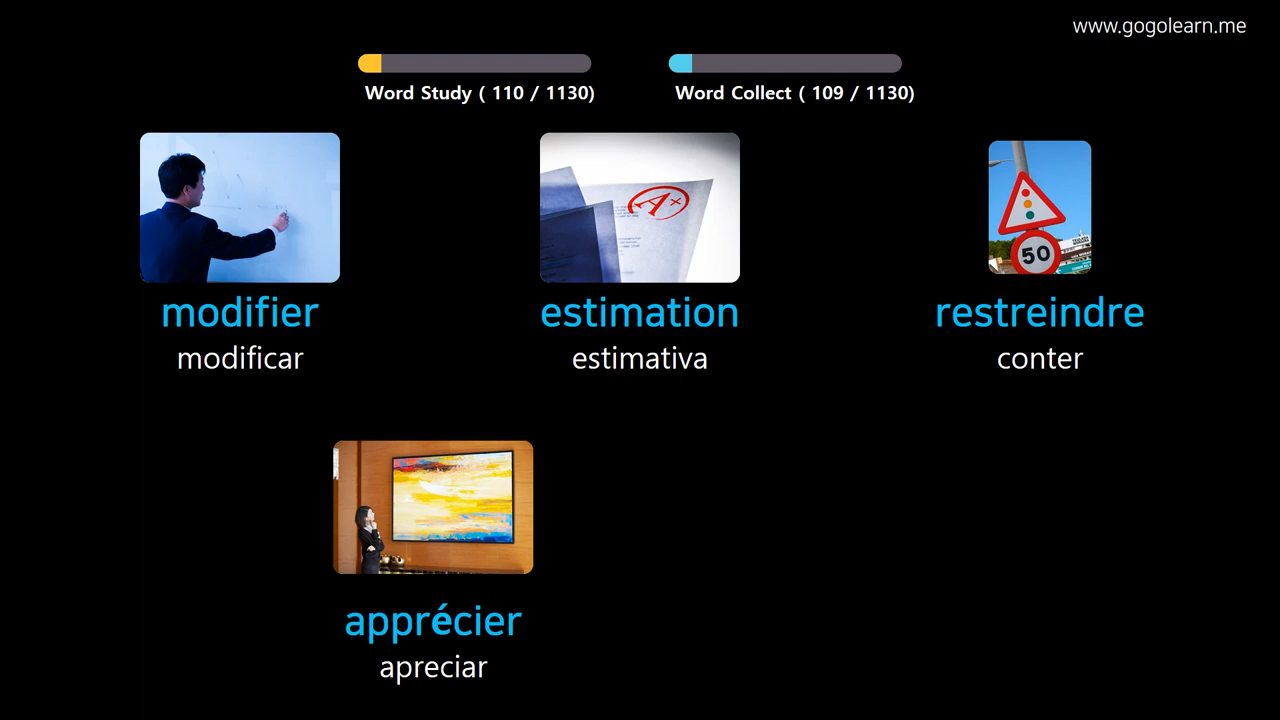 www.gogolearn.me
Word Study ( 110 / 1130)
Word Collect ( 109 / 1130)
A+
50
modifier
modificar
estimation
estimativa
restreindre
conter
apprécier
apreciar